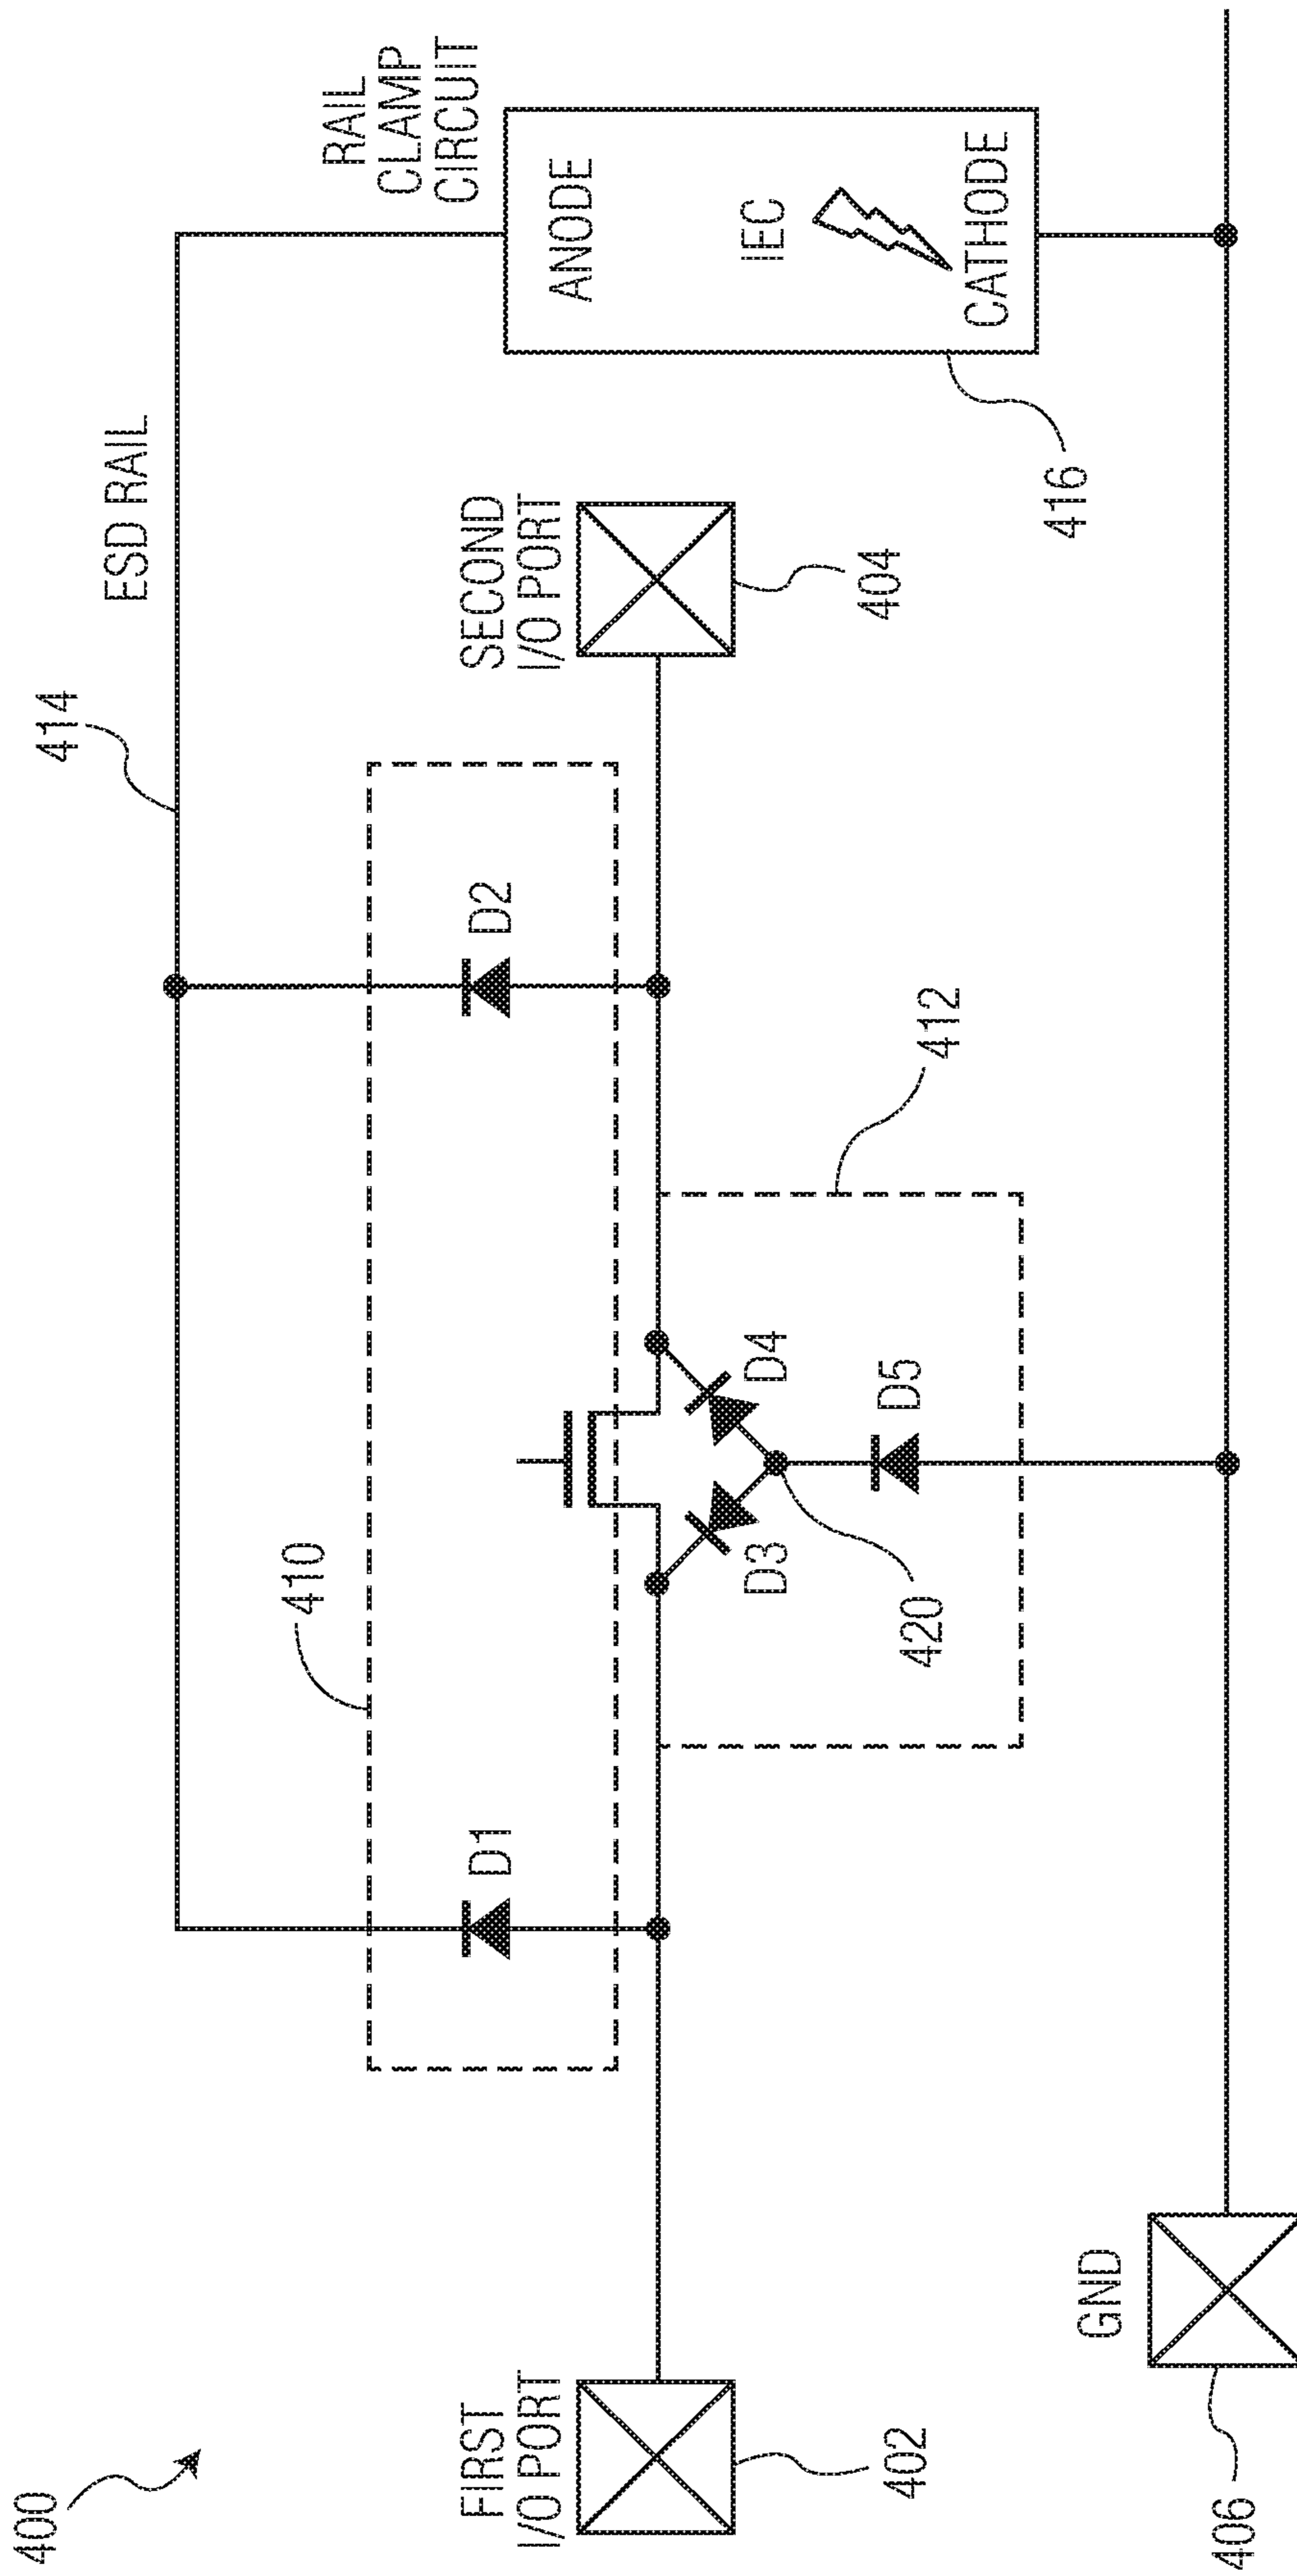 400
414
ESD RAIL
RAIL
CLAMP
CIRCUIT
410
D1
D2
FIRST
I/O PORT
SECOND
I/O PORT
ANODE
IEC
CATHODE
D3
D4
402
404
D5
412
420
416
GND
406